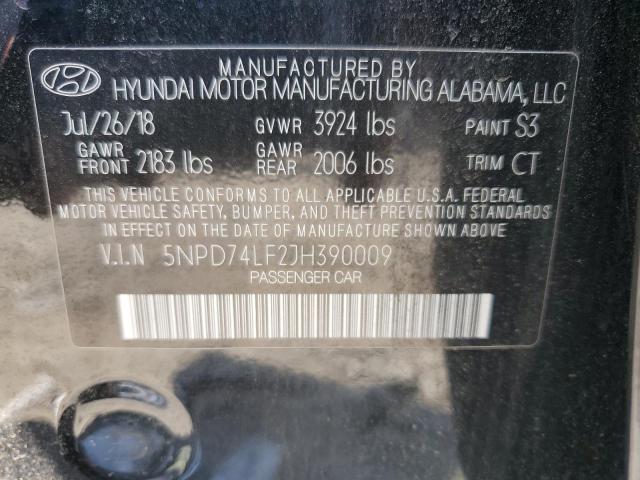 MANUFACTURED BY
HYUNDAI MOTOR MANUFACTURING ALABAMA, LLC
Jul/26/18 GVWR 3924 lbs PAINT S3
GAWR FRONT 2183 lbs GAWR REAR 2006 lbs TRIM CT
THIS VEHICLE CONFORMS TO ALL APPLICABLE U.S.A. FEDERAL
MOTOR VEHICLE SAFETY, BUMPER, AND THEFT PREVENTION STANDARDS
IN EFFECT ON THE DATE OF MANUFACTURE SHOWN ABOVE.
V.I.N 5NPD74LF2JH390009
PASSENGER CAR